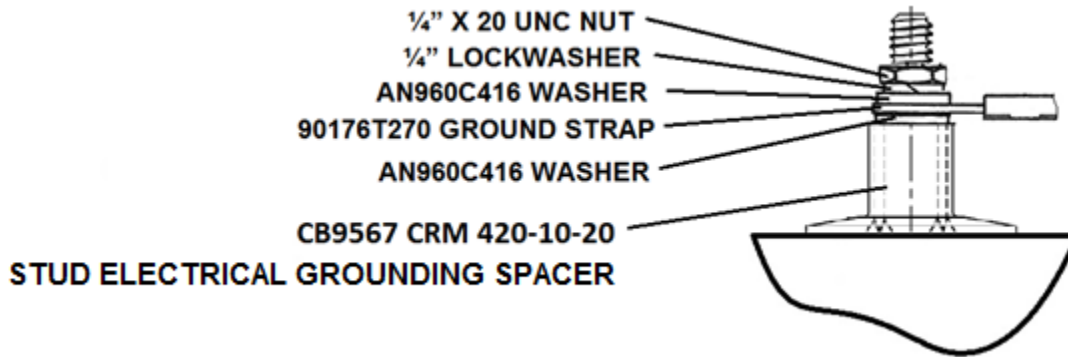 ¼” X 20 UNC NUT
¼” LOCKWASHER
AN960C416 WASHER
90176T270 GROUND STRAP
AN960C416 WASHER
CB9567 CRM 420-10-20
STUD ELECTRICAL GROUNDING SPACER